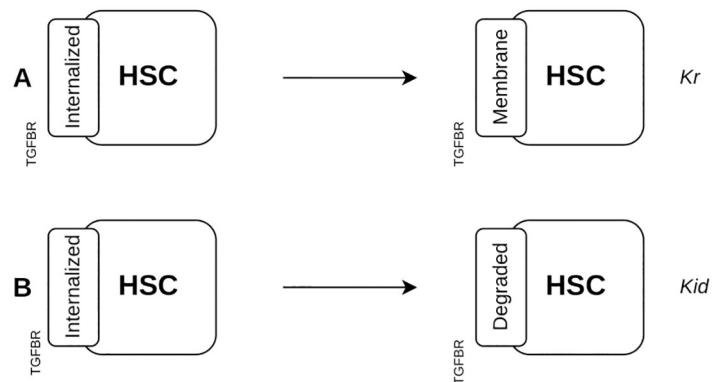 A
Internalized
HSC
TGFBR
Membrane
HSC
TGFBR
Kr
B
Internalized
HSC
TGFBR
Degraded
HSC
TGFBR
Kid